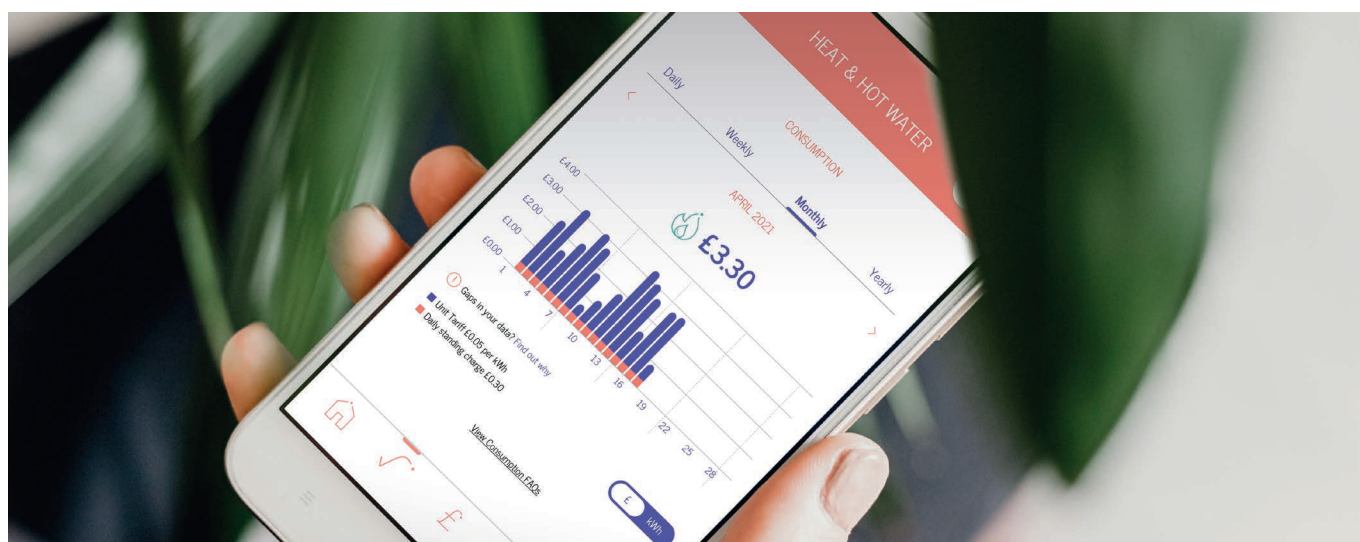 HEAT & HOT WATER
CONSUMPTION
Daily
Weekly
Monthly
Yearly
<
APRIL 2021
>
£3.30
£4.00
£3.00
£2.00
£1.00
£0.00
1
4
7
10
13
16
19
22
25
28
Gaps in your data? Find out why
Unit Tariff £0.05 per kWh
Daily standing charge £0.30
View Consumption FAQs
£
kWh
£